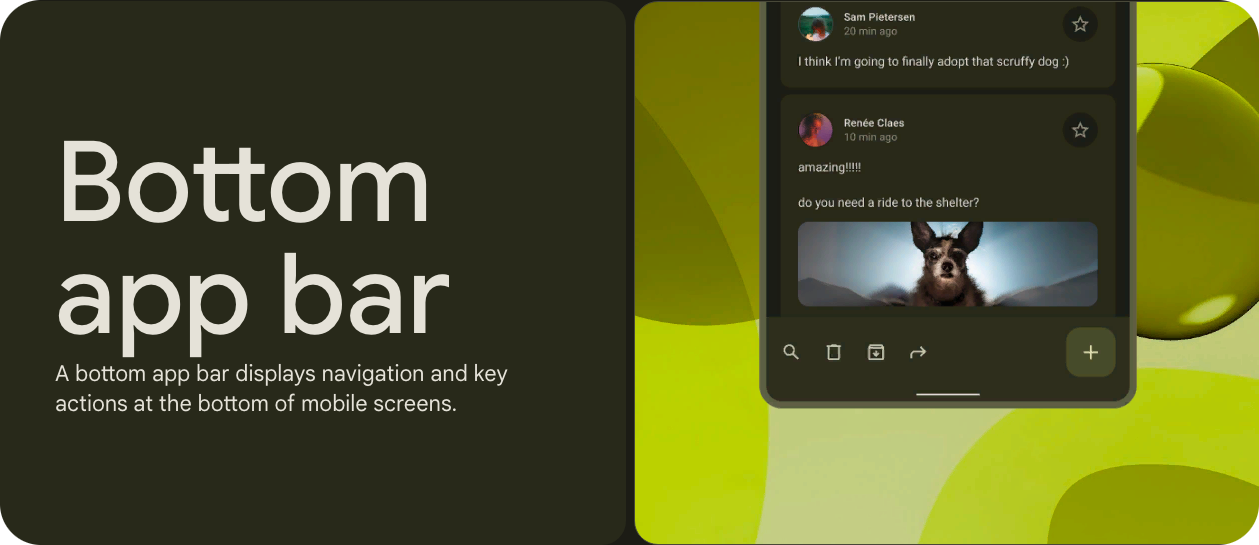 Bottom
app bar
A bottom app bar displays navigation and key
actions at the bottom of mobile screens.
Sam Pietersen
20 min ago
I think I'm going to finally adopt that scruffy dog :)
Renée Claes
10 min ago
amazing!!!!!
do you need a ride to the shelter?